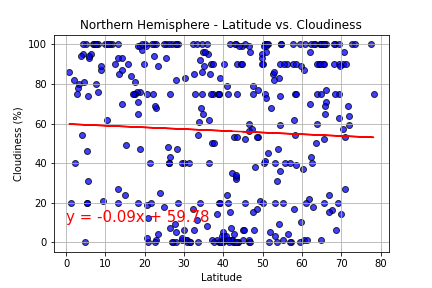 Northern Hemisphere - Latitude vs. Cloudiness
100
80
60
40
20
0
Cloudiness (%)
y = -0.09x + 59.78
0 10 20 30 40 50 60 70 80
Latitude